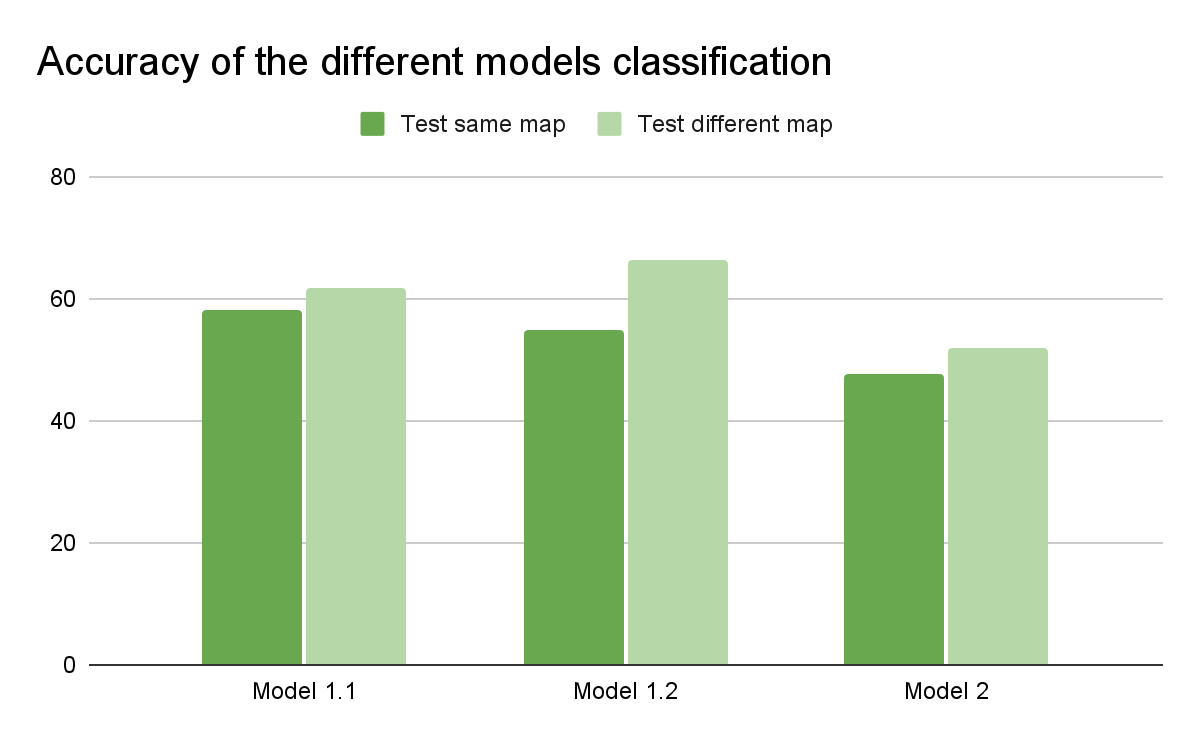 Accuracy of the different models classification
Test same map Test different map
80
60
40
20
0
Model 1.1 Model 1.2 Model 2